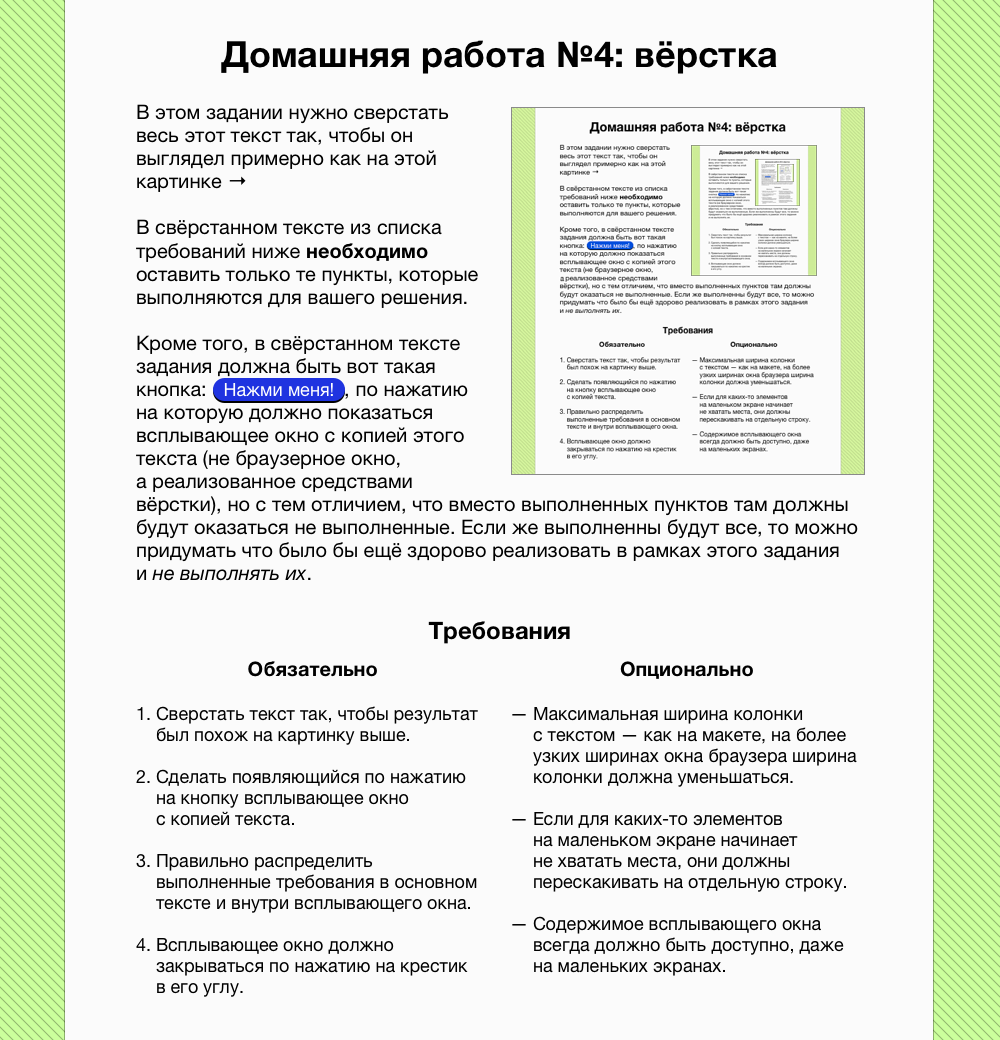 Домашняя работа №4: вёрстка
В этом задании нужно сверстать
весь этот текст так, чтобы он
выглядел примерно как на этой
картинке →
В свёрстанном тексте из списка
требований ниже необходимо
оставить только те пункты, которые
выполняются для вашего решения.
Кроме того, в свёрстанном тексте
задания должна быть вот такая
кнопка: Нажми меня!, по нажатию
на которую должно показаться
всплывающее окно с копией этого
текста (не браузерное окно,
а реализованное средствами
вёрстки), но с тем отличием, что вместо выполненных пунктов там должны
будут оказаться не выполненные. Если же выполненны будут все, то можно
придумать что было бы ещё здорово реализовать в рамках этого задания
и не выполнять их.
Домашняя работа №4: вёрстка
В этом задании нужно сверстать
весь этот текст так, чтобы он
выглядел примерно как на этой
картинке →
В свёрстанном тексте из списка
требований ниже необходимо
оставить только те пункты, которые
выполняются для вашего решения.
Кроме того, в свёрстанном тексте
задания должна быть вот такая
кнопка: Нажми меня!, по нажатию
на которую должно показаться
всплывающее окно с копией этого
текста (не браузерное окно,
а реализованное средствами
вёрстки), но с тем отличием, что вместо выполненных пунктов там должны
будут оказаться не выполненные. Если же выполненны будут все, то можно
придумать что было бы ещё здорово реализовать в рамках этого задания
и не выполнять их.
Требования
Обязательно
1. Сверстать текст так, чтобы результат
был похож на картинку выше.
2. Сделать появляющийся по нажатию
на кнопку всплывающее окно
с копией текста.
3. Правильно распределить
выполненные требования в основном
тексте и внутри всплывающего окна.
4. Всплывающее окно должно
закрываться по нажатию на крестик
в его углу.
Опционально
— Максимальная ширина колонки
с текстом — как на макете, на более
узких ширинах окна браузера ширина
колонки должна уменьшаться.
— Если для каких-то элементов
на маленьком экране начинает
не хватать места, они должны
перескакивать на отдельную строку.
— Содержимое всплывающего окна
всегда должно быть доступно, даже
на маленьких экранах.
Домашняя работа №4: вёрстка
Требования
Обязательно
1. Сверстать текст так, чтобы результат
был похож на картинку выше.
2. Сделать появляющийся по нажатию
на кнопку всплывающее окно
с копией текста.
3. Правильно распределить
выполненные требования в основном
тексте и внутри всплывающего окна.
4. Всплывающее окно должно
закрываться по нажатию на крестик
в его углу.
Опционально
— Максимальная ширина колонки
с текстом — как на макете, на более
узких ширинах окна браузера ширина
колонки должна уменьшаться.
— Если для каких-то элементов
на маленьком экране начинает
не хватать места, они должны
перескакивать на отдельную строку.
— Содержимое всплывающего окна
всегда должно быть доступно, даже
на маленьких экранах.